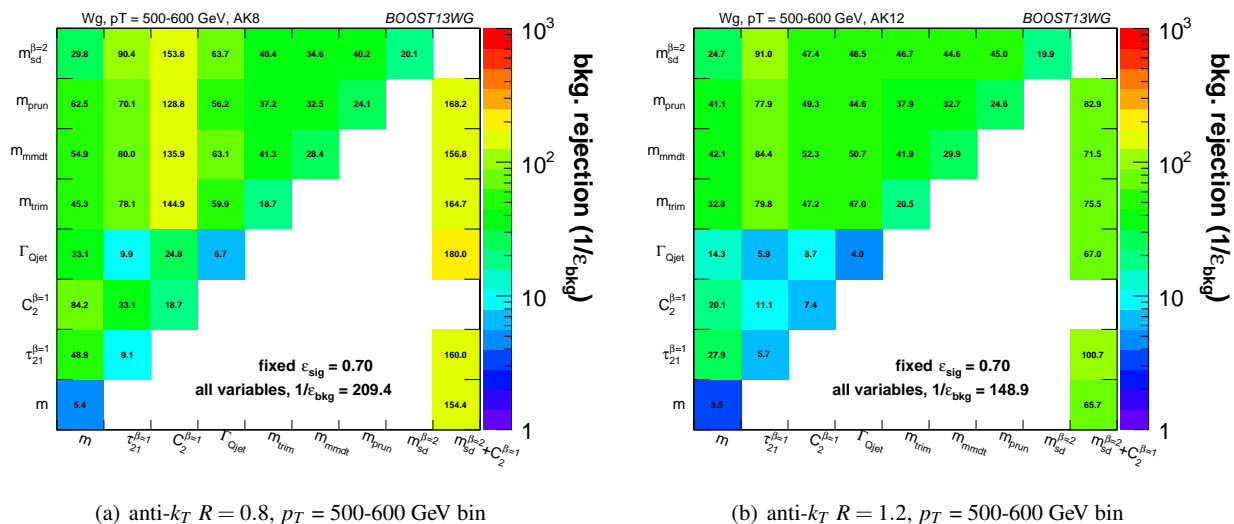 Wg, pT = 500-600 GeV, AK8 BOOST13WG
m_sd^β=2 29.8 90.4 153.8 63.7 40.4 34.6 40.2 20.1
m_prun 62.5 70.1 128.8 56.2 37.2 32.5 24.1 168.2
m_mmdt 54.9 80.0 135.9 63.1 41.3 28.4 156.8
m_trim 45.3 78.1 144.9 59.9 18.7 164.7
Γ_Qjet 33.1 9.9 24.8 6.7 180.0
C_2^β=1 84.2 33.1 18.7
τ_21^β=1 48.9 9.1 160.0
fixed ε_sig = 0.70
all variables, 1/ε_bkg = 209.4
m 5.4 154.4
m τ_21^β=1 C_2^β=1 Γ_Qjet m_trim m_mmdt m_prun m_sd^β=2 m_sd^β=2+C_2^β=1
10^3
10^2
10
1
bkg. rejection (1/ε_bkg)
(a) anti-k_T R = 0.8, p_T = 500-600 GeV bin
Wg, pT = 500-600 GeV, AK12 BOOST13WG
m_sd^β=2 24.7 91.0 47.4 48.5 46.7 44.6 45.0 19.9
m_prun 41.1 77.9 49.3 44.6 37.9 32.7 24.6 82.9
m_mmdt 42.1 84.4 52.3 50.7 41.9 29.9 71.5
m_trim 32.8 79.8 47.2 47.0 20.5 75.5
Γ_Qjet 14.3 5.9 8.7 4.0 67.0
C_2^β=1 20.1 11.1 7.4
τ_21^β=1 27.9 5.7 100.7
fixed ε_sig = 0.70
all variables, 1/ε_bkg = 148.9
m 3.5 65.7
m τ_21^β=1 C_2^β=1 Γ_Qjet m_trim m_mmdt m_prun m_sd^β=2 m_sd^β=2+C_2^β=1
10^3
10^2
10
1
bkg. rejection (1/ε_bkg)
(b) anti-k_T R = 1.2, p_T = 500-600 GeV bin